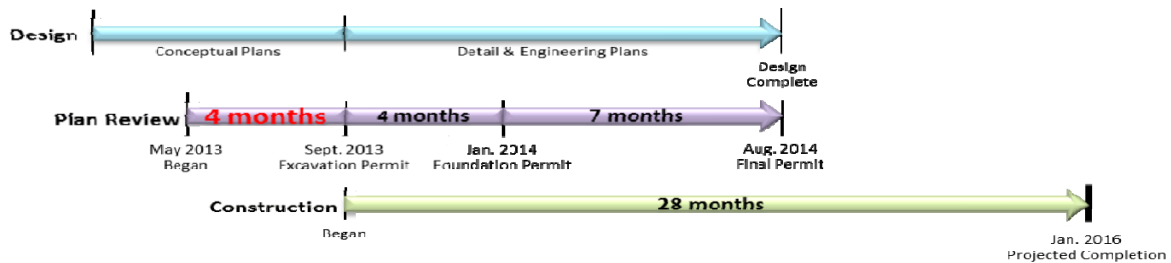 Design
Conceptual Plans
Detail & Engineering Plans
Design
Complete
Plan Review
4 months
4 months
7 months
May 2013
Began
Sept. 2013
Excavation Permit
Jan. 2014
Foundation Permit
Aug. 2014
Final Permit
Construction
28 months
Began
Jan. 2016
Projected Completion